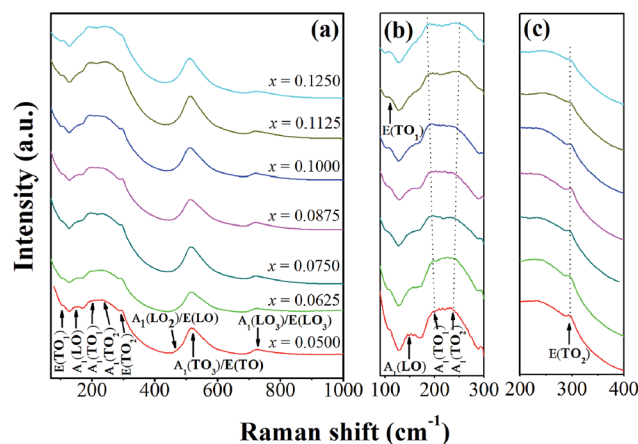 (a)
(b)
(c)
x = 0.1250
x = 0.1125
x = 0.1000
x = 0.0875
x = 0.0750
x = 0.0625
x = 0.0500
E(TO₁)
A₁(LO)
A₁(TO₁)
A₁(TO₂)
E(TO₂)
A₁(LO₂)/E(LO)
A₁(TO₃)/E(TO)
A₁(LO₃)/E(LO₃)
E(TO₁)
A₁(LO)
A₁(TO₁)
A₁(TO₂)
E(TO₂)
Intensity (a.u.)
200 400 600 800 1000
100 200 300
200 250 300 350 400
Raman shift (cm⁻¹)